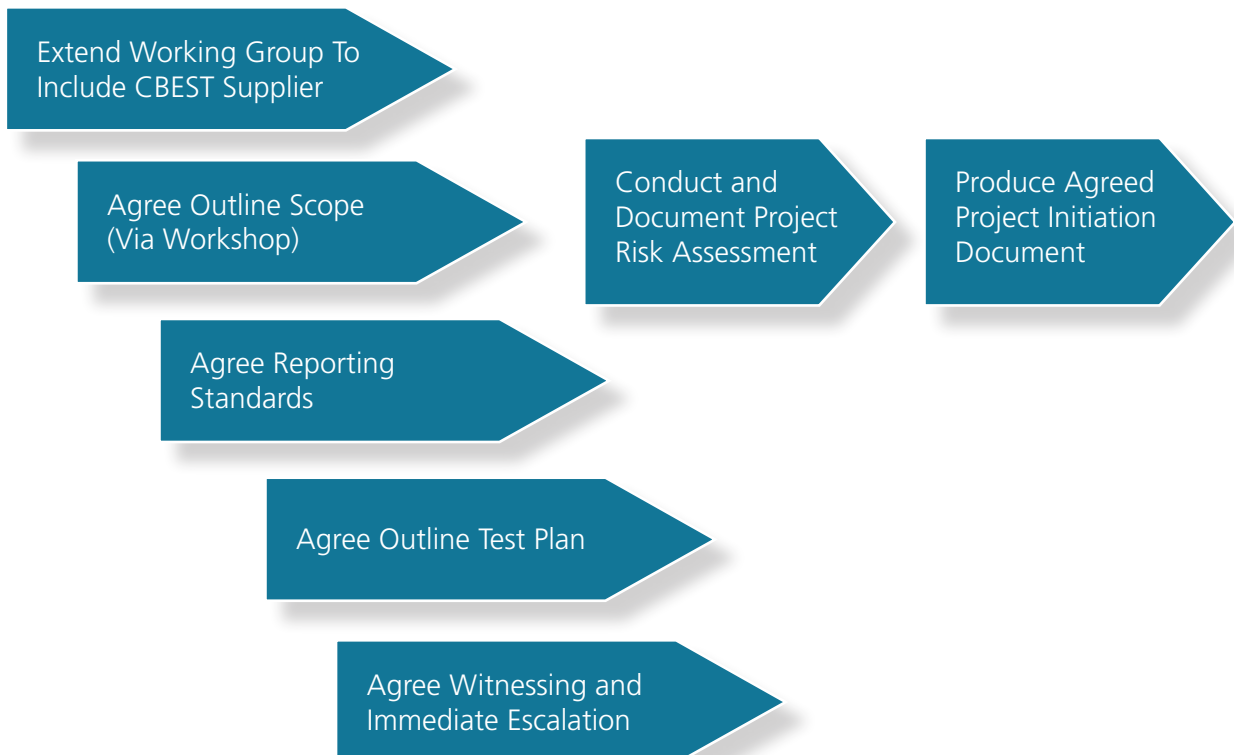 Extend Working Group To
Include CBEST Supplier
Agree Outline Scope
(Via Workshop)
Conduct and
Document Project
Risk Assessment
Produce Agreed
Project Initiation
Document
Agree Reporting
Standards
Agree Outline Test Plan
Agree Witnessing and
Immediate Escalation